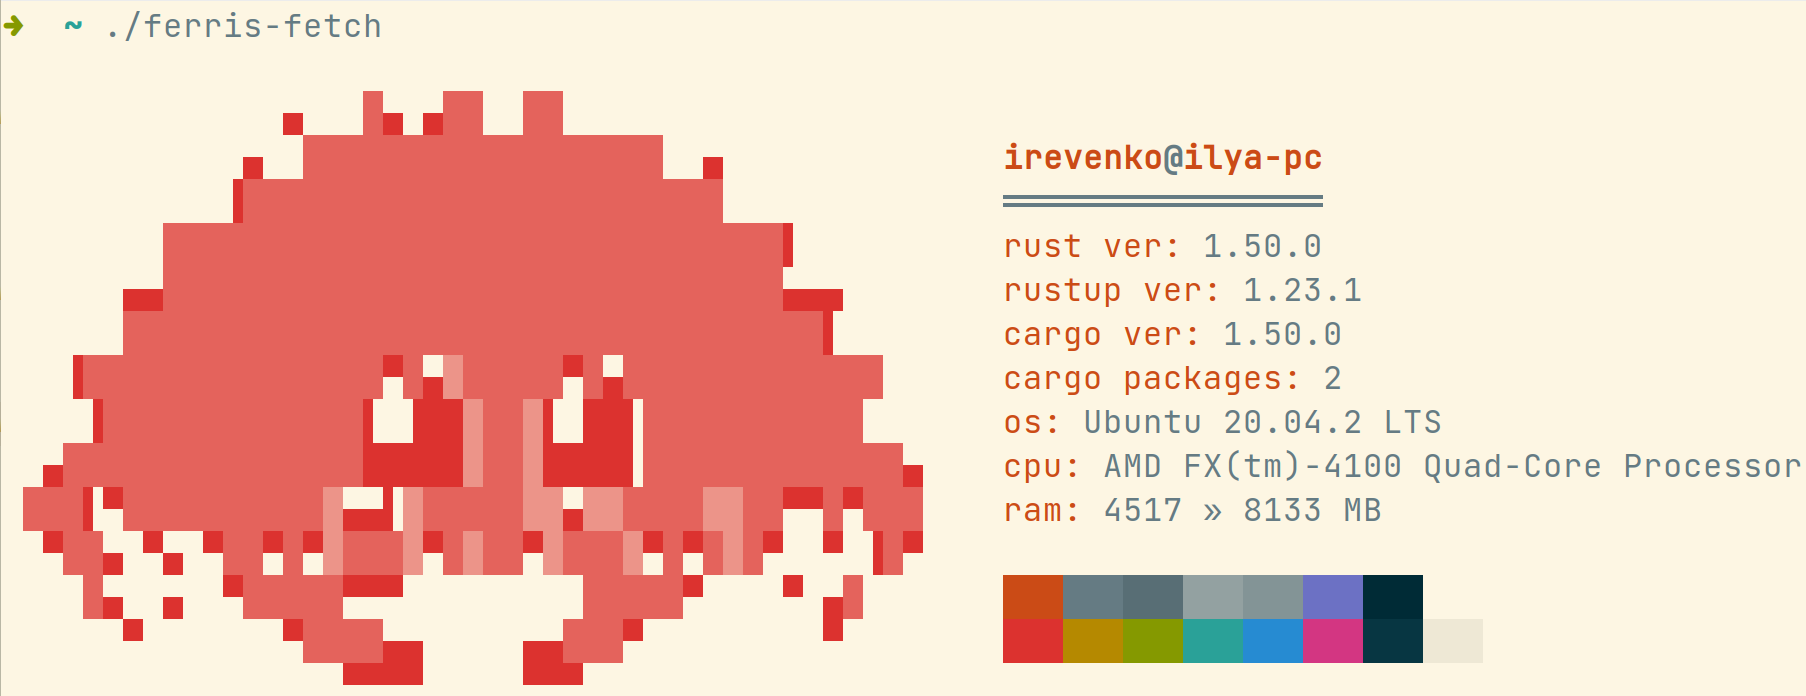 ➜  ~ ./ferris-fetch
irevenko@ilya-pc
rust ver: 1.50.0
rustup ver: 1.23.1
cargo ver: 1.50.0
cargo packages: 2
os: Ubuntu 20.04.2 LTS
cpu: AMD FX(tm)-4100 Quad-Core Processor
ram: 4517 » 8133 MB